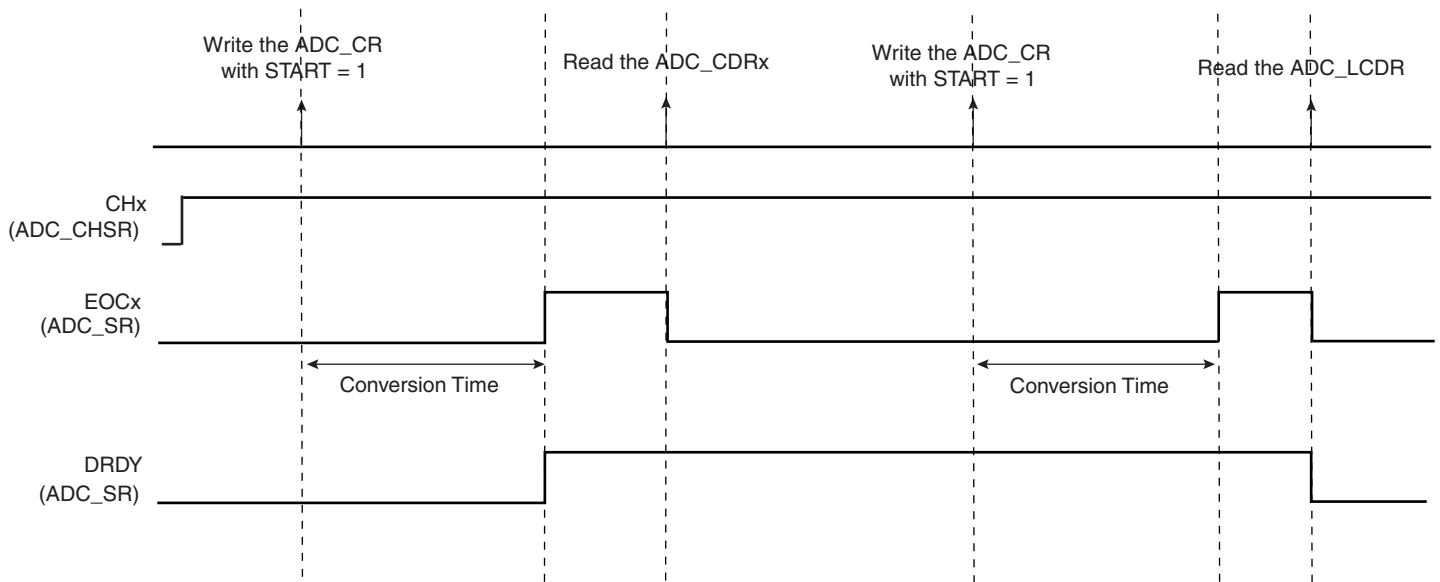 Write the ADC_CR
with START = 1
Read the ADC_CDRx
Write the ADC_CR
with START = 1
Read the ADC_LCDR
CHx
(ADC_CHSR)
EOCx
(ADC_SR)
Conversion Time
Conversion Time
DRDY
(ADC_SR)